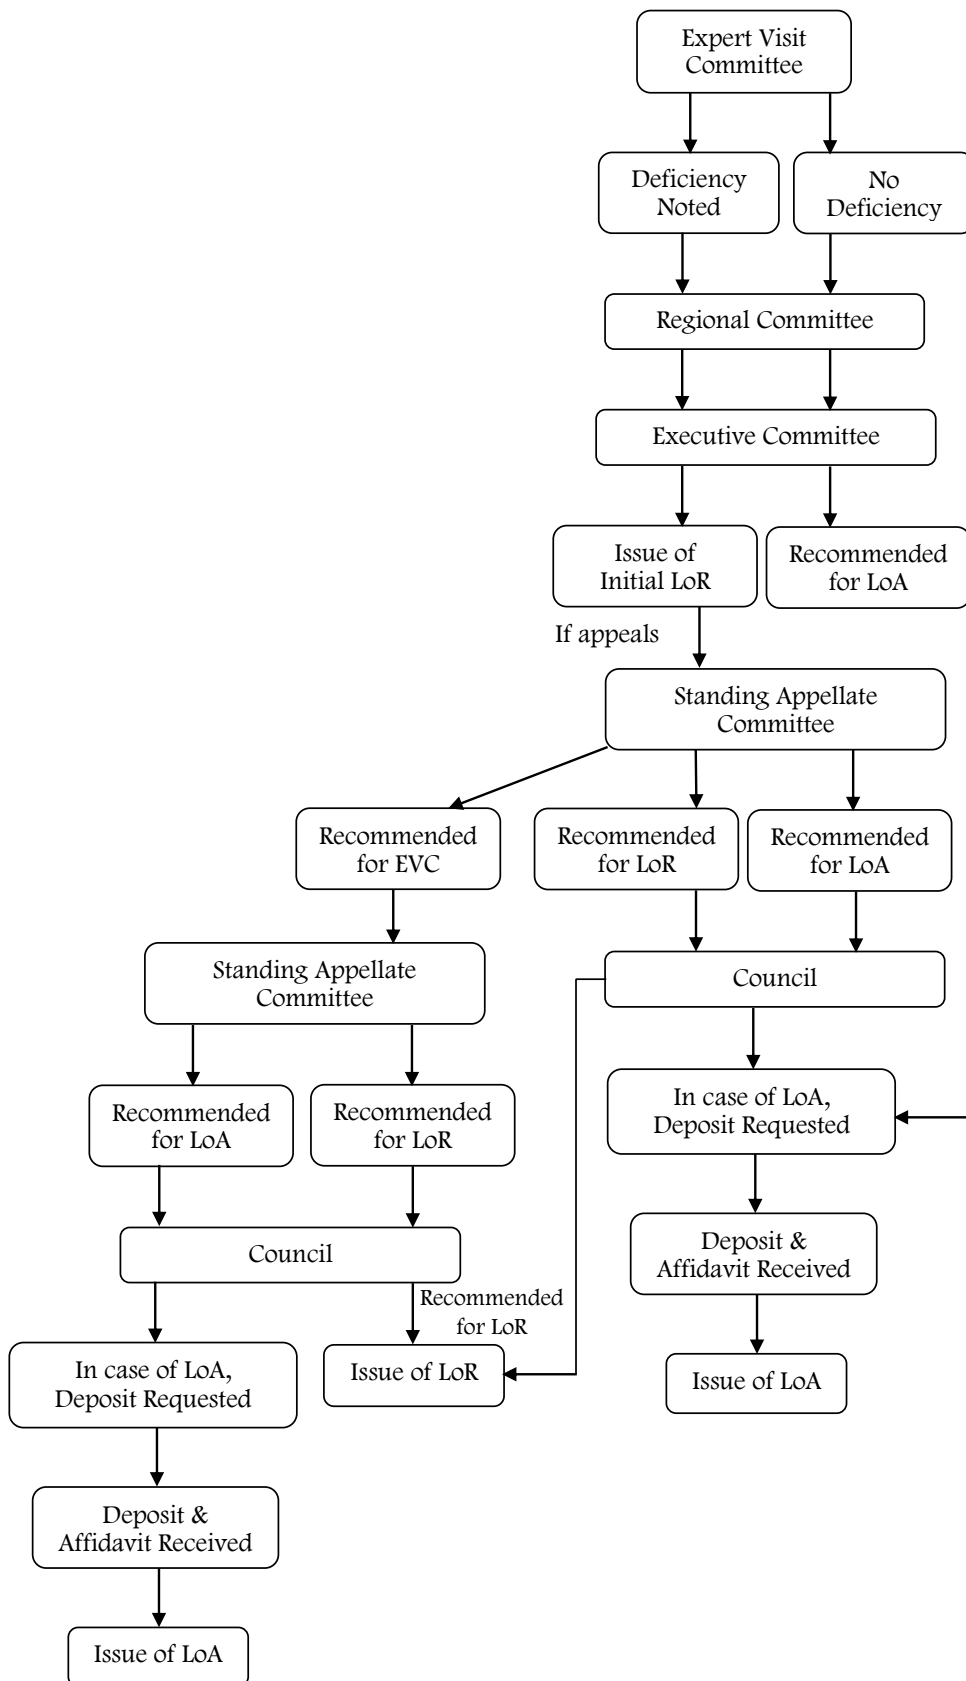 Expert Visit
Committee
Deficiency
Noted
No
Deficiency
Regional Committee
Executive Committee
Issue of
Initial LoR
Recommended
for LoA
If appeals
Standing Appellate
Committee
Recommended
for EVC
Recommended
for LoR
Recommended
for LoA
Standing Appellate
Committee
Council
Recommended
for LoA
Recommended
for LoR
In case of LoA,
Deposit Requested
Council
Deposit &
Affidavit Received
Recommended
for LoR
In case of LoA,
Deposit Requested
Issue of LoR
Issue of LoA
Deposit &
Affidavit Received
Issue of LoA